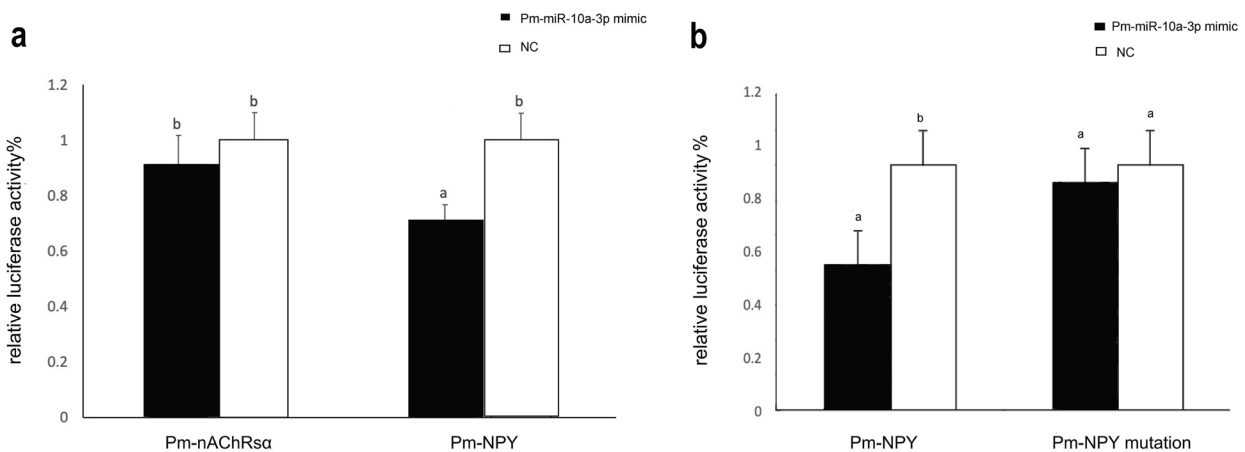 a
Pm-miR-10a-3p mimic
NC
relative luciferase activity%
1.2
1
0.8
0.6
0.4
0.2
0
b
b
a
b
Pm-nAChRsα
Pm-NPY
b
Pm-miR-10a-3p mimic
NC
relative luciferase activity%
1.2
1
0.8
0.6
0.4
0.2
0
a
b
a
a
Pm-NPY
Pm-NPY mutation